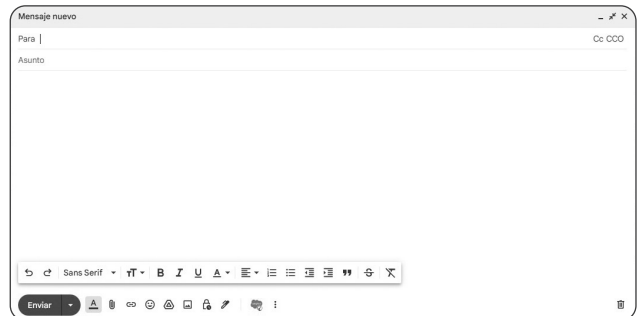 Mensaje nuevo
Para Cc CCO
Asunto
Sans Serif
Enviar